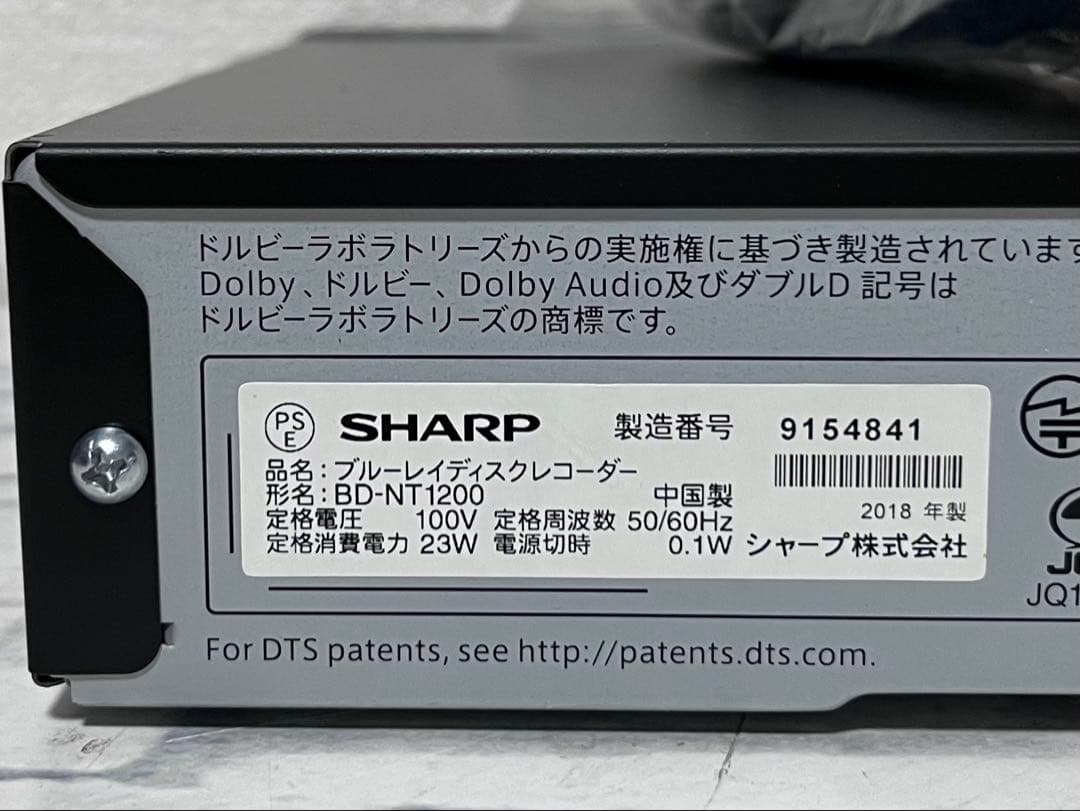 ドルビーラボラトリーズからの実施権に基づき製造されています
Dolby、ドルビー、Dolby Audio及びダブルD 記号は
ドルビーラボラトリーズの商標です。
PS
E
SHARP 製造番号 9154841
品名：ブルーレイディスクレコーダー
形名：BD-NT1200 中国製
2018 年製
定格電圧 100V 定格周波数 50/60Hz
定格消費電力 23W 電源切時 0.1W シャープ株式会社
JQ1
For DTS patents, see http://patents.dts.com.